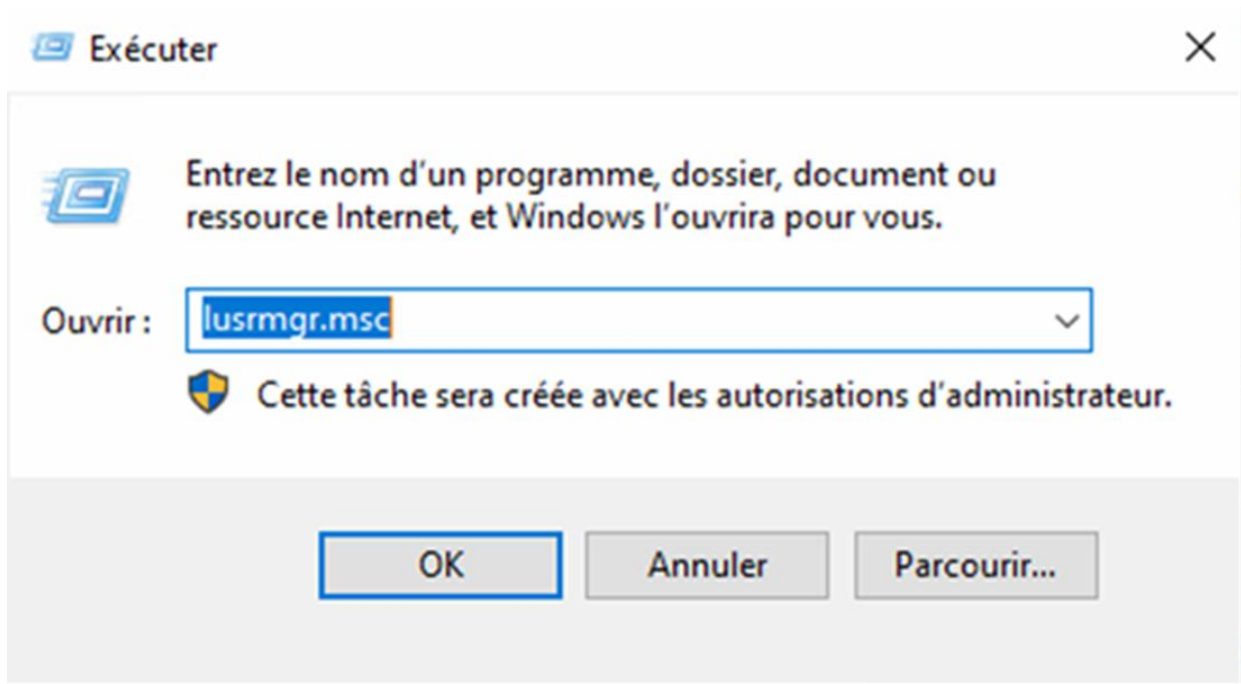 Exécuter
Entrez le nom d'un programme, dossier, document ou
ressource Internet, et Windows l'ouvrira pour vous.
Ouvrir :
lusrmgr.msc
Cette tâche sera créée avec les autorisations d'administrateur.
OK
Annuler
Parcourir...